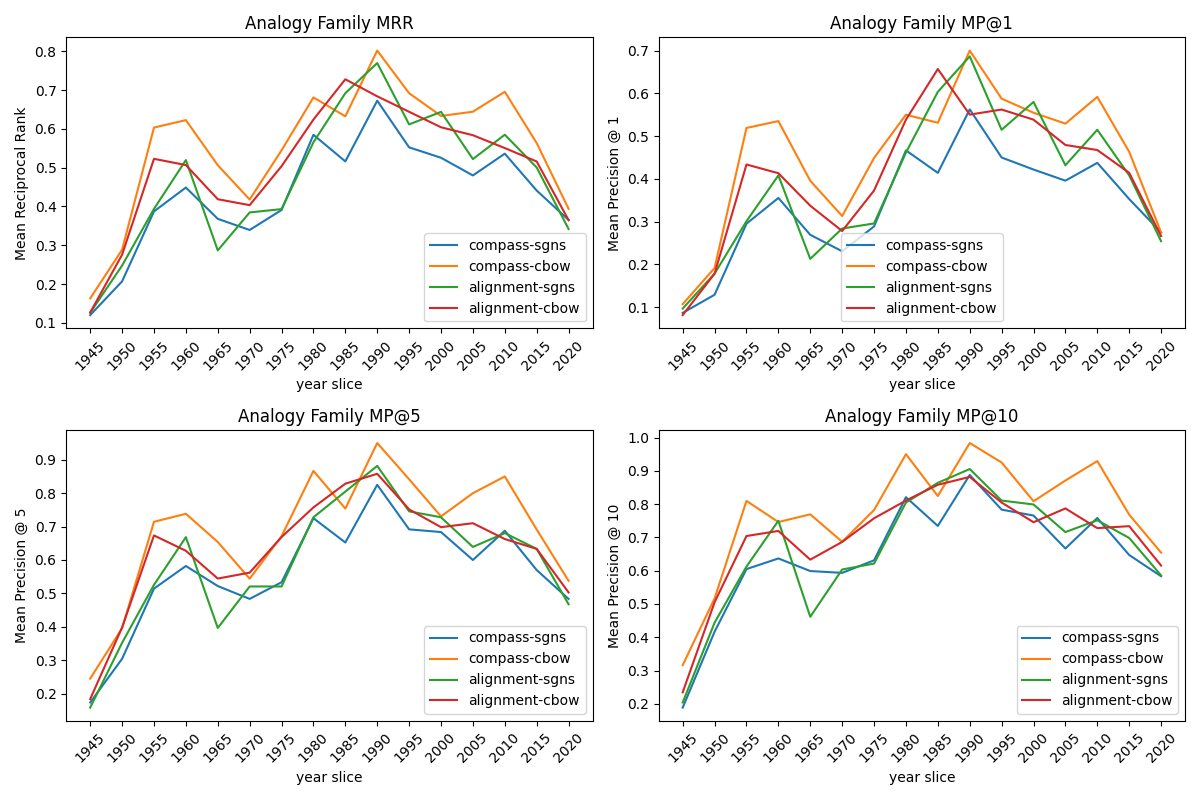 Analogy Family MRR
Mean Reciprocal Rank
0.8
0.7
0.6
0.5
0.4
0.3
0.2
0.1
compass-sgns
compass-cbow
alignment-sgns
alignment-cbow
1945 1950 1955 1960 1965 1970 1975 1980 1985 1990 1995 2000 2005 2010 2015 2020
year slice
Analogy Family MP@1
Mean Precision @ 1
0.7
0.6
0.5
0.4
0.3
0.2
0.1
compass-sgns
compass-cbow
alignment-sgns
alignment-cbow
1945 1950 1955 1960 1965 1970 1975 1980 1985 1990 1995 2000 2005 2010 2015 2020
year slice
Analogy Family MP@5
Mean Precision @ 5
0.9
0.8
0.7
0.6
0.5
0.4
0.3
0.2
compass-sgns
compass-cbow
alignment-sgns
alignment-cbow
1945 1950 1955 1960 1965 1970 1975 1980 1985 1990 1995 2000 2005 2010 2015 2020
year slice
Analogy Family MP@10
Mean Precision @ 10
1.0
0.9
0.8
0.7
0.6
0.5
0.4
0.3
0.2
compass-sgns
compass-cbow
alignment-sgns
alignment-cbow
1945 1950 1955 1960 1965 1970 1975 1980 1985 1990 1995 2000 2005 2010 2015 2020
year slice